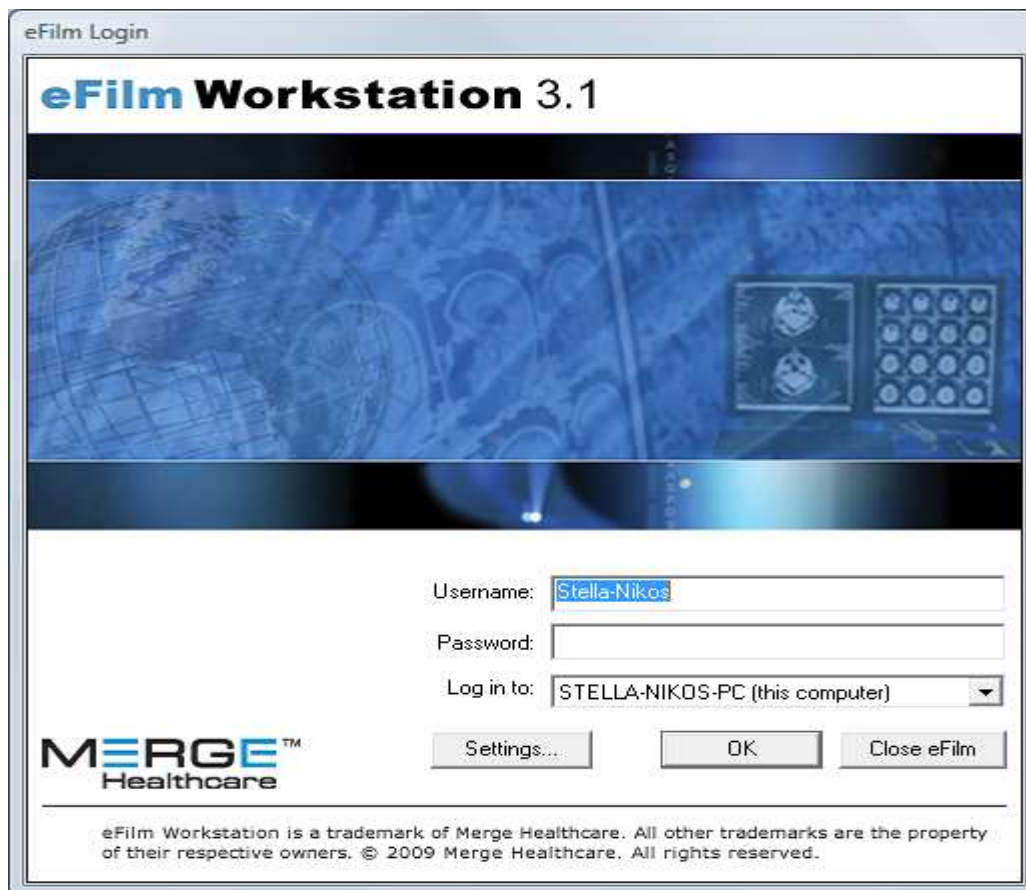 eFilm Login
eFilm Workstation 3.1
Username: Stella-Nikos
Password:
Log in to: STELLA-NIKOS-PC (this computer)
Settings... OK Close eFilm
MERGE™
Healthcare
eFilm Workstation is a trademark of Merge Healthcare. All other trademarks are the property
of their respective owners. © 2009 Merge Healthcare. All rights reserved.